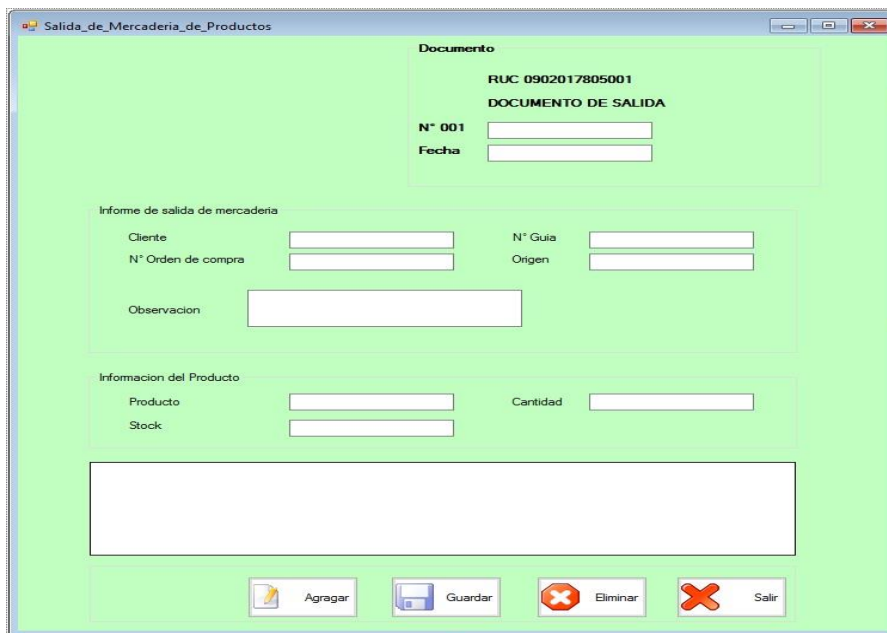 Salida_de_Mercaderia_de_Productos
Documento
RUC 0902017805001
DOCUMENTO DE SALIDA
N° 001
Fecha
Informe de salida de mercaderia
Cliente N° Guia
N° Orden de compra Origen
Observacion
Informacion del Producto
Producto Cantidad
Stock
Agragar Guardar Eliminar Salir